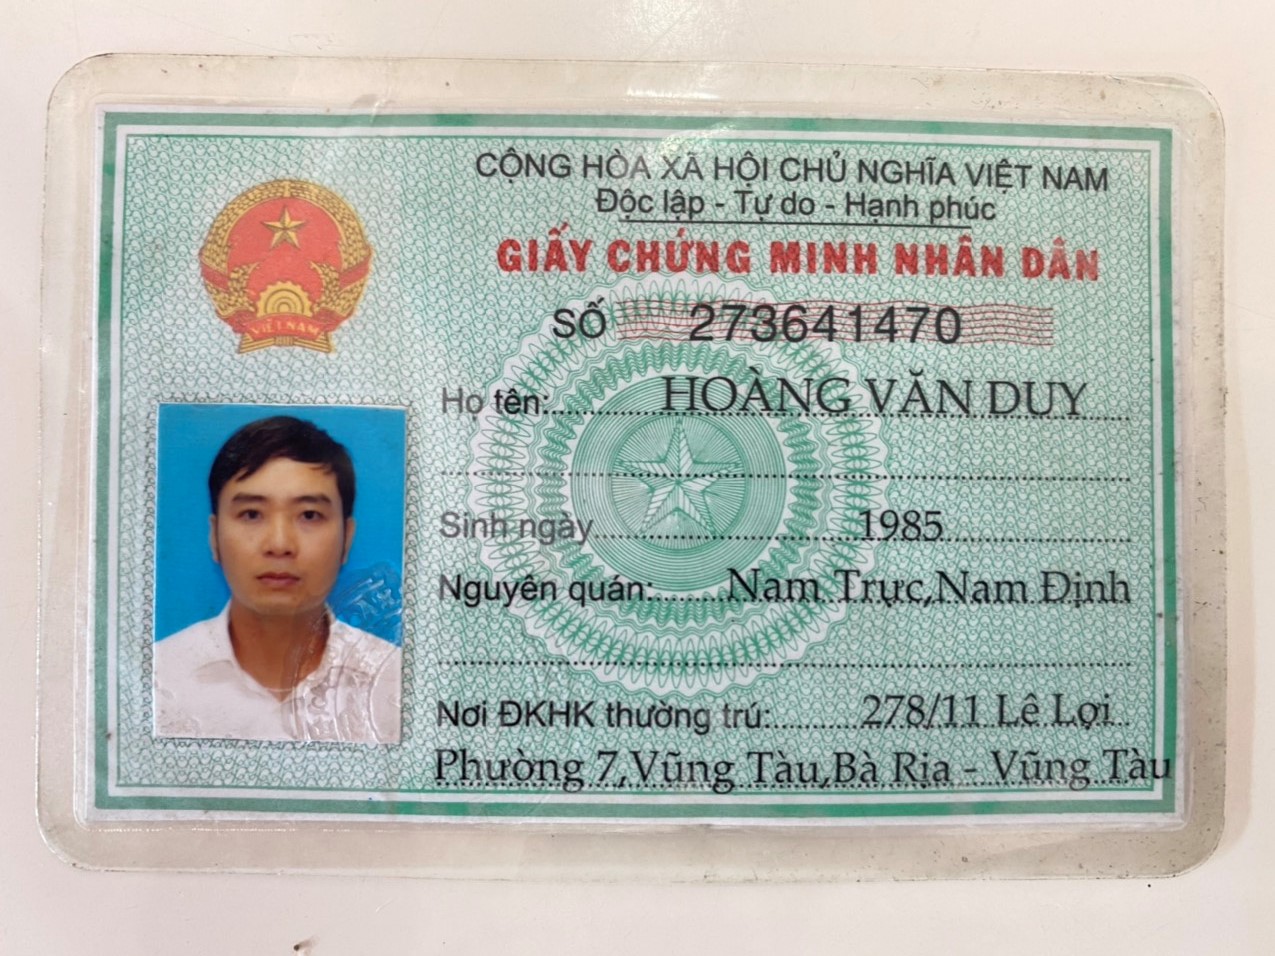 CỘNG HÒA XÃ HỘI CHỦ NGHĨA VIỆT NAM
Độc lập - Tự do - Hạnh phúc
GIẤY CHỨNG MINH NHÂN DÂN
SỐ 273641470
VIỆT NAM
Họ tên: HOÀNG VĂN DUY
Sinh ngày 1985
Nguyên quán: Nam Trực,Nam Định
Nơi ĐKHK thường trú: 278/11 Lê Lợi
Phường 7,Vũng Tàu,Bà Rịa - Vũng Tàu